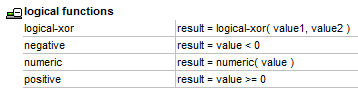 logical functions
logical-xor result = logical-xor( value1, value2 )
negative result = value < 0
numeric result = numeric( value )
positive result = value >= 0